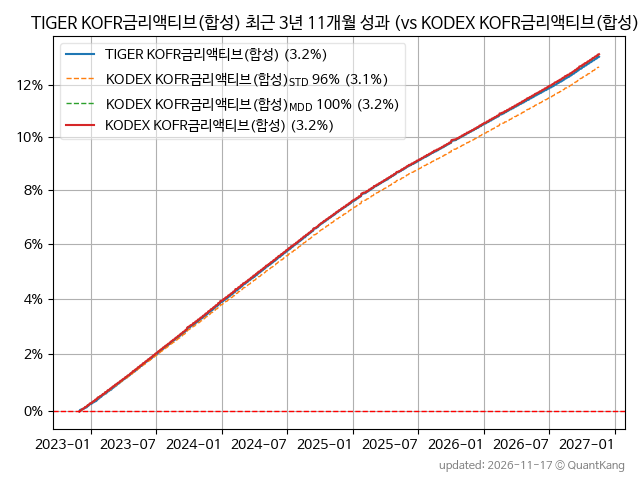 TIGER KOFR금리액티브(합성) 최근 3년 11개월 성과 (vs KODEX KOFR금리액티브(합성)
TIGER KOFR금리액티브(합성) (3.2%)
KODEX KOFR금리액티브(합성)STD 96% (3.1%)
KODEX KOFR금리액티브(합성)MDD 100% (3.2%)
KODEX KOFR금리액티브(합성) (3.2%)
12%
10%
8%
6%
4%
2%
0%
2023-01 2023-07 2024-01 2024-07 2025-01 2025-07 2026-01 2026-07 2027-01
updated: 2026-11-17 © QuantKang